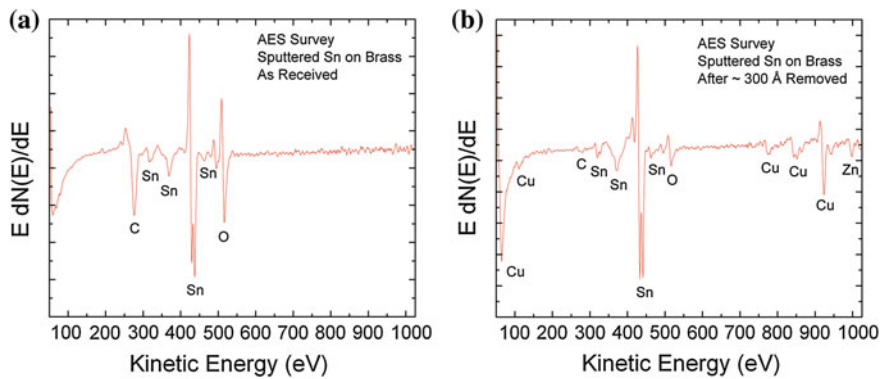 (a)
AES Survey
Sputtered Sn on Brass
As Received
E dN(E)/dE
Sn
Sn
Sn
C
O
Sn
100 200 300 400 500 600 700 800 900 1000
Kinetic Energy (eV)
(b)
AES Survey
Sputtered Sn on Brass
After ~ 300 Å Removed
E dN(E)/dE
Cu
C
Sn
Sn
Sn
O
Cu
Cu
Zn
Cu
Cu
Sn
100 200 300 400 500 600 700 800 900 1000
Kinetic Energy (eV)